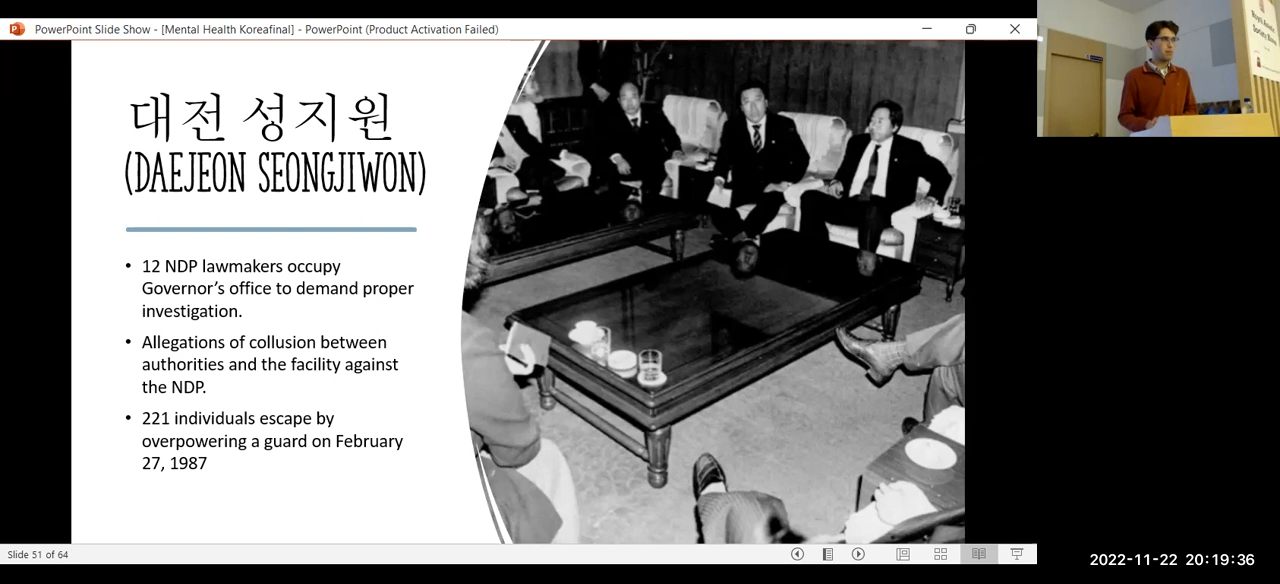 PowerPoint Slide Show - [Mental Health Koreafinal] - PowerPoint (Product Activation Failed)
대전 성지원
(DAEJEON SEONGJIWON)
• 12 NDP lawmakers occupy
Governor's office to demand proper
investigation.
• Allegations of collusion between
authorities and the facility against
the NDP.
• 221 individuals escape by
overpowering a guard on February
27, 1987
Slide 51 of 64
2022-11-22 20:19:36